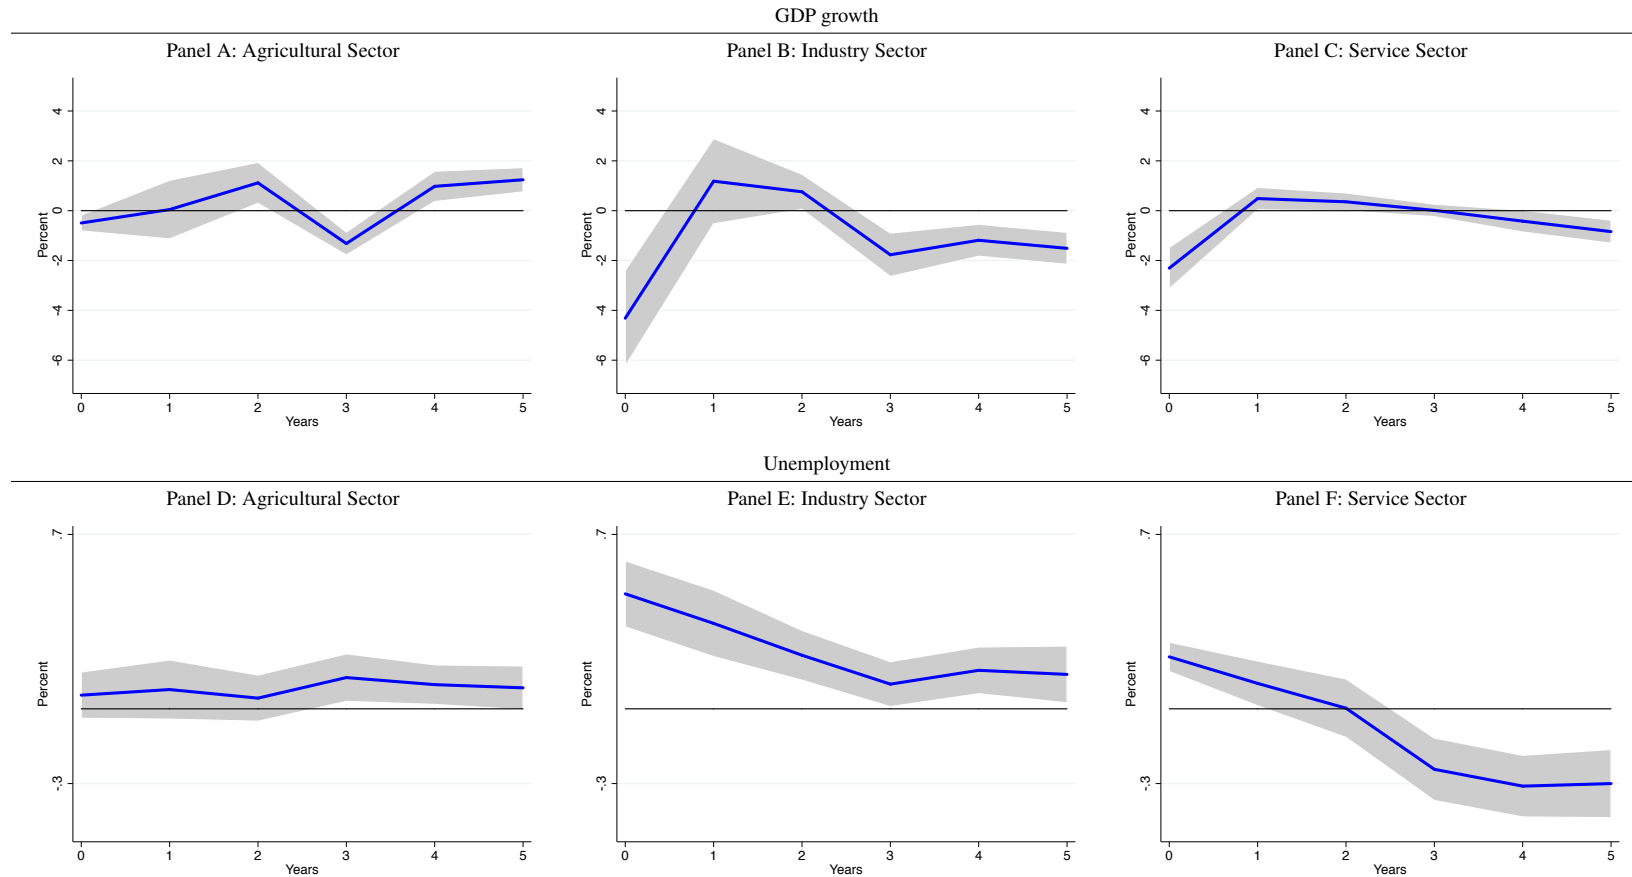 GDP growth
Panel A: Agricultural Sector
Panel B: Industry Sector
Panel C: Service Sector
4
2
0
-2
-4
-6
Percent
0 1 2 3 4 5
Years
4
2
0
-2
-4
-6
Percent
0 1 2 3 4 5
Years
4
2
0
-2
-4
-6
Percent
0 1 2 3 4 5
Years
Unemployment
Panel D: Agricultural Sector
Panel E: Industry Sector
Panel F: Service Sector
.7
-.3
Percent
0 1 2 3 4 5
Years
.7
-.3
Percent
0 1 2 3 4 5
Years
.7
-.3
Percent
0 1 2 3 4 5
Years